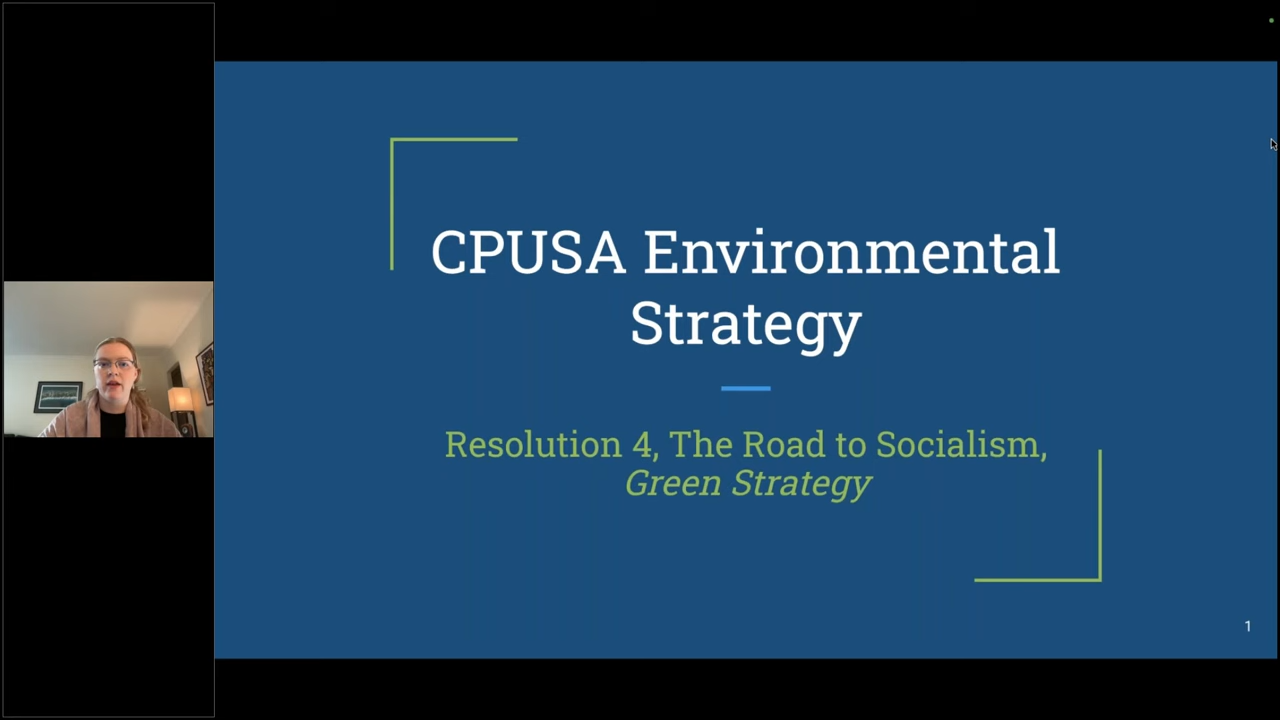 CPUSA Environmental
Strategy
Resolution 4, The Road to Socialism,
Green Strategy
1